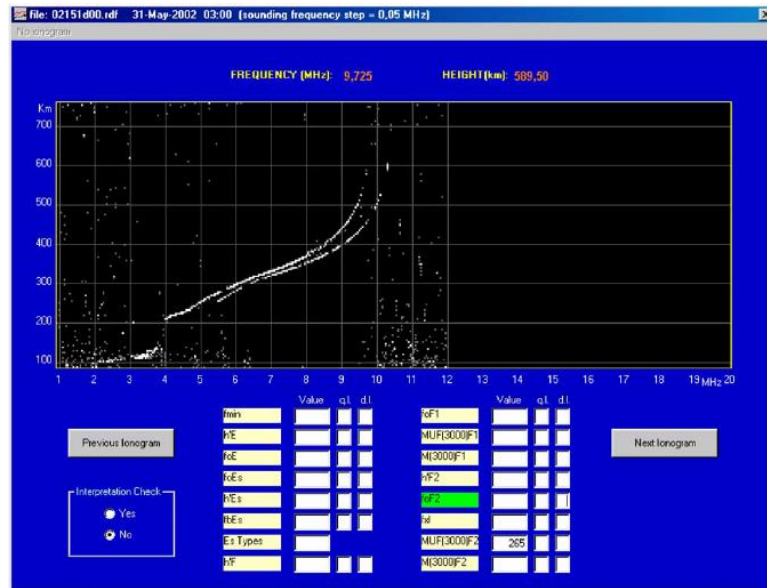 file: 02151d00.rdf 31-May-2002 03:00 (sounding frequency step = 0,05 MHz)
No ionogram
FREQUENCY (MHz): 9,725 HEIGHT(km): 589,50
Km
700
600
500
400
300
200
100
1 2 3 4 5 6 7 8 9 10 11 12 13 14 15 16 17 18 19 MHz 20
Value q.l. d.l. Value q.l. d.l.
fmin foF1
h'E MUF(3000)F1
Previous Ionogram foE M(3000)F1 Next Ionogram
foEs h'F2
Interpretation Check h'Es foF2
Yes fbEs fxI
No Es Types MUF(3000)F2 265
h'F M(3000)F2